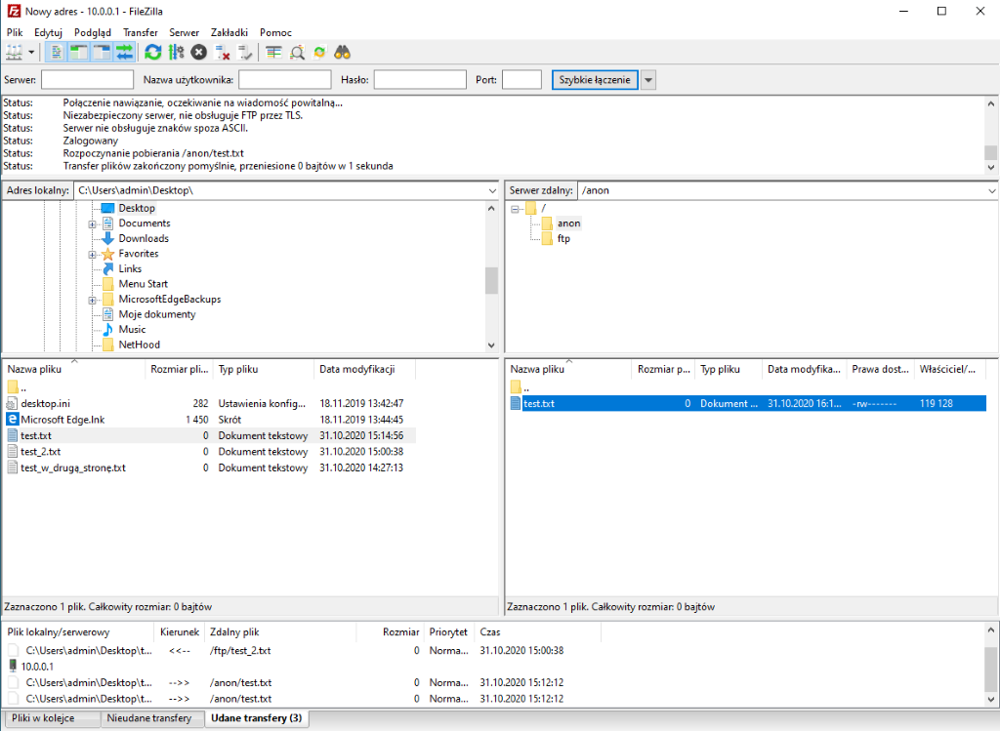 Nowy adres - 10.0.0.1 - FileZilla
Plik Edytuj Podgląd Transfer Serwer Zakładki Pomoc
Serwer: Nazwa użytkownika: Hasło: Port: Szybkie łączenie
Status: Połączenie nawiązanie, oczekiwanie na wiadomość powitalną...
Status: Niezabezpieczony serwer, nie obsługuje FTP przez TLS.
Status: Serwer nie obsługuje znaków spoza ASCII.
Status: Zalogowany
Status: Rozpoczynanie pobierania /anon/test.txt
Status: Transfer plików zakończony pomyślnie, przeniesione 0 bajtów w 1 sekunda
Adres lokalny: C:\Users\admin\Desktop\
Desktop
Documents
Downloads
Favorites
Links
Menu Start
MicrosoftEdgeBackups
Moje dokumenty
Music
NetHood
Serwer zdalny: /anon
/
anon
ftp
Nazwa pliku Rozmiar pli... Typ pliku Data modyfikacji
..
desktop.ini 282 Ustawienia konfig... 18.11.2019 13:42:47
Microsoft Edge.lnk 1 450 Skrót 18.11.2019 13:44:45
test.txt 0 Dokument tekstowy 31.10.2020 15:14:56
test_2.txt 0 Dokument tekstowy 31.10.2020 15:00:38
test_w_drugą_stronę.txt 0 Dokument tekstowy 31.10.2020 14:27:13
Zaznaczono 1 plik. Całkowity rozmiar: 0 bajtów
Nazwa pliku Rozmiar p... Typ pliku Data modyfika... Prawa dost... Właściciel/...
..
test.txt 0 Dokument ... 31.10.2020 16:1... -rw------- 119 128
Zaznaczono 1 plik. Całkowity rozmiar: 0 bajtów
Plik lokalny/serwerowy Kierunek Zdalny plik Rozmiar Priorytet Czas
C:\Users\admin\Desktop\t... <<-- /ftp/test_2.txt 0 Norma... 31.10.2020 15:00:38
10.0.0.1
C:\Users\admin\Desktop\t... -->> /anon/test.txt 0 Norma... 31.10.2020 15:12:12
C:\Users\admin\Desktop\t... -->> /anon/test.txt 0 Norma... 31.10.2020 15:12:12
Pliki w kolejce Nieudane transfery Udane transfery (3)